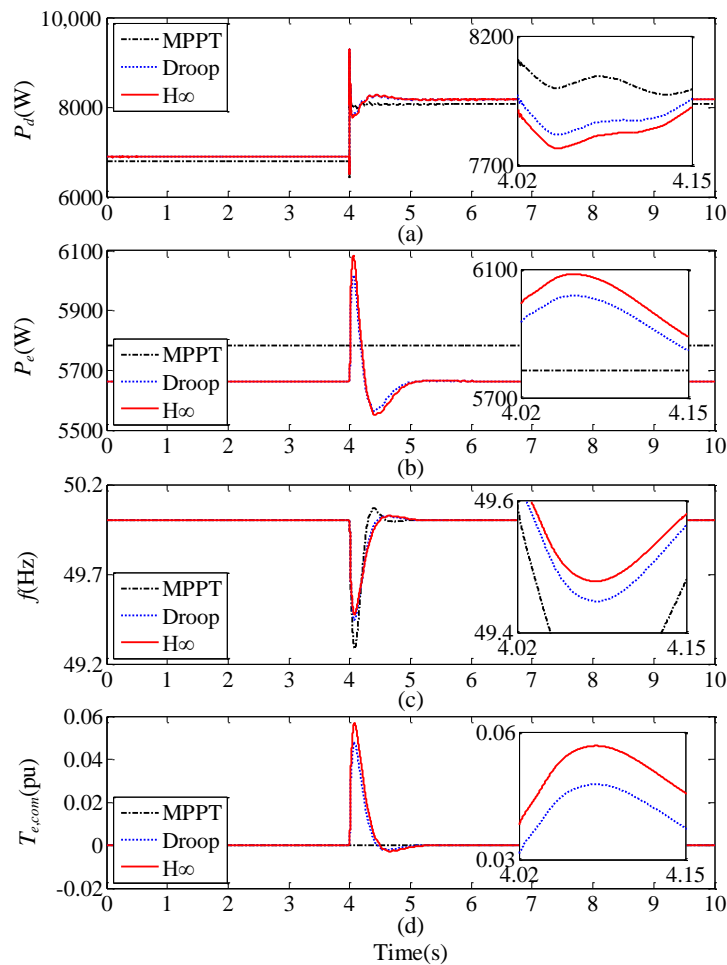 10,000
8000
6000
P_d(W)
MPPT
Droop
H∞
8200
7700
4.02
4.15
0 1 2 3 4 5 6 7 8 9 10
(a)
6100
5900
5700
5500
P_e(W)
MPPT
Droop
H∞
6100
5700
4.02
4.15
0 1 2 3 4 5 6 7 8 9 10
(b)
50.2
49.7
49.2
f(Hz)
MPPT
Droop
H∞
49.6
49.4
4.02
4.15
0 1 2 3 4 5 6 7 8 9 10
(c)
0.06
0.04
0.02
0
-0.02
T_{e,com}(pu)
MPPT
Droop
H∞
0.06
0.03
4.02
4.15
0 1 2 3 4 5 6 7 8 9 10
(d)
Time(s)